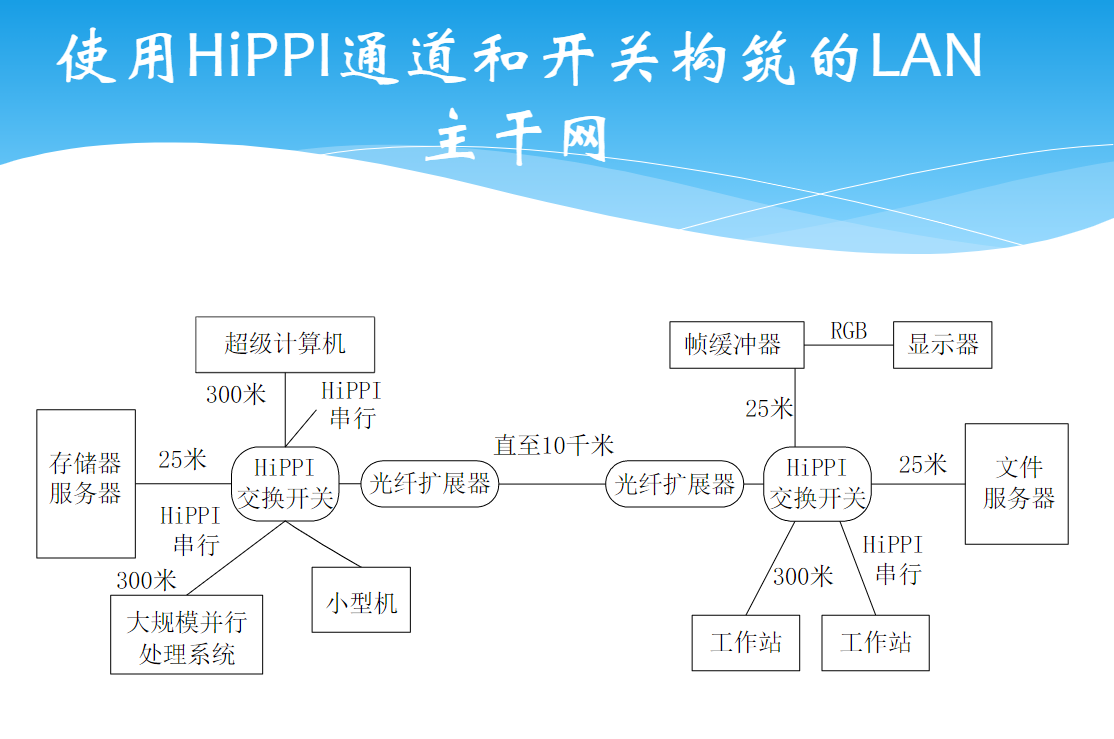 使用HiPPI通道和开关构筑的LAN
主干网
超级计算机
300米
HiPPI
串行
存储器
服务器
25米
HiPPI
交换开关
光纤扩展器
直至10千米
光纤扩展器
HiPPI
交换开关
帧缓冲器
RGB
显示器
25米
25米
文件
服务器
HiPPI
串行
300米
大规模并行
处理系统
小型机
300米
HiPPI
串行
工作站
工作站